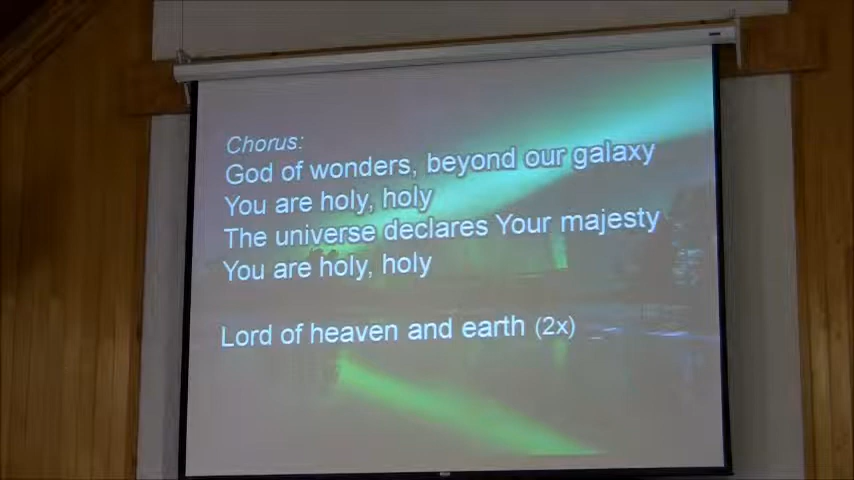 Chorus:
God of wonders, beyond our galaxy
You are holy, holy
The universe declares Your majesty
You are holy, holy
Lord of heaven and earth (2x)